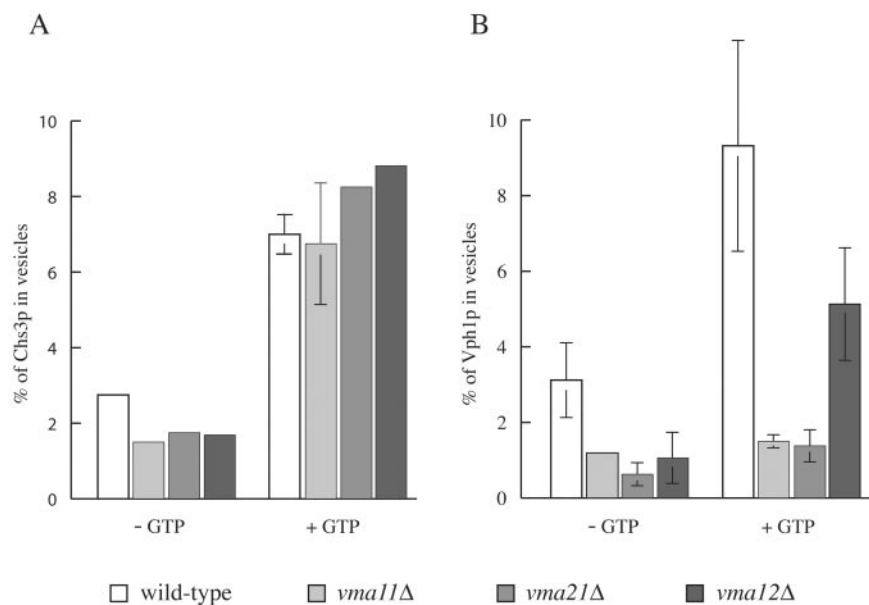 A
% of Chs3p in vesicles
10
8
6
4
2
0
- GTP
+ GTP
B
% of Vph1p in vesicles
10
8
6
4
2
0
- GTP
+ GTP
wild-type
vma11Δ
vma21Δ
vma12Δ